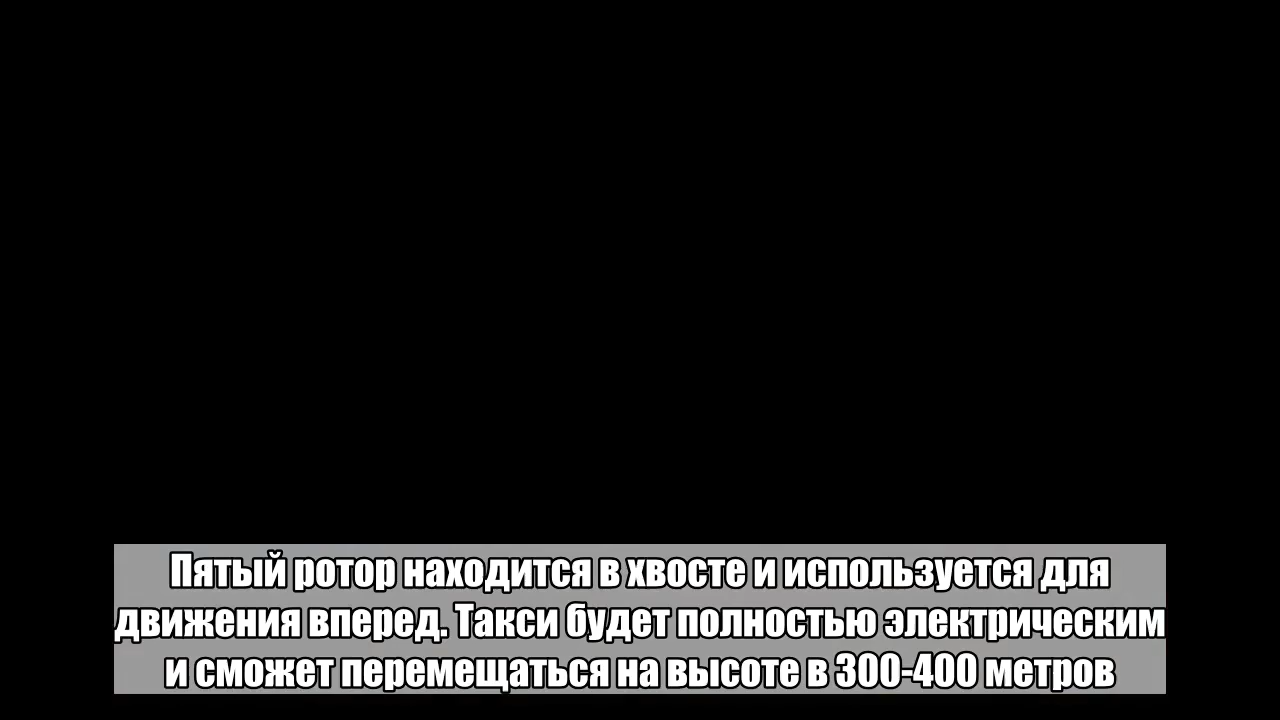 Пятый ротор находится в хвосте и используется для
движения вперед. Такси будет полностью электрическим
и сможет перемещаться на высоте в 300-400 метров